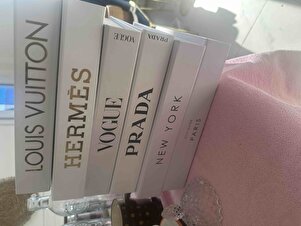 LOUIS VUITTON
HERMÈS
VOGUE
VOGUE
PRADA
PRADA
NEW YORK
PARIS